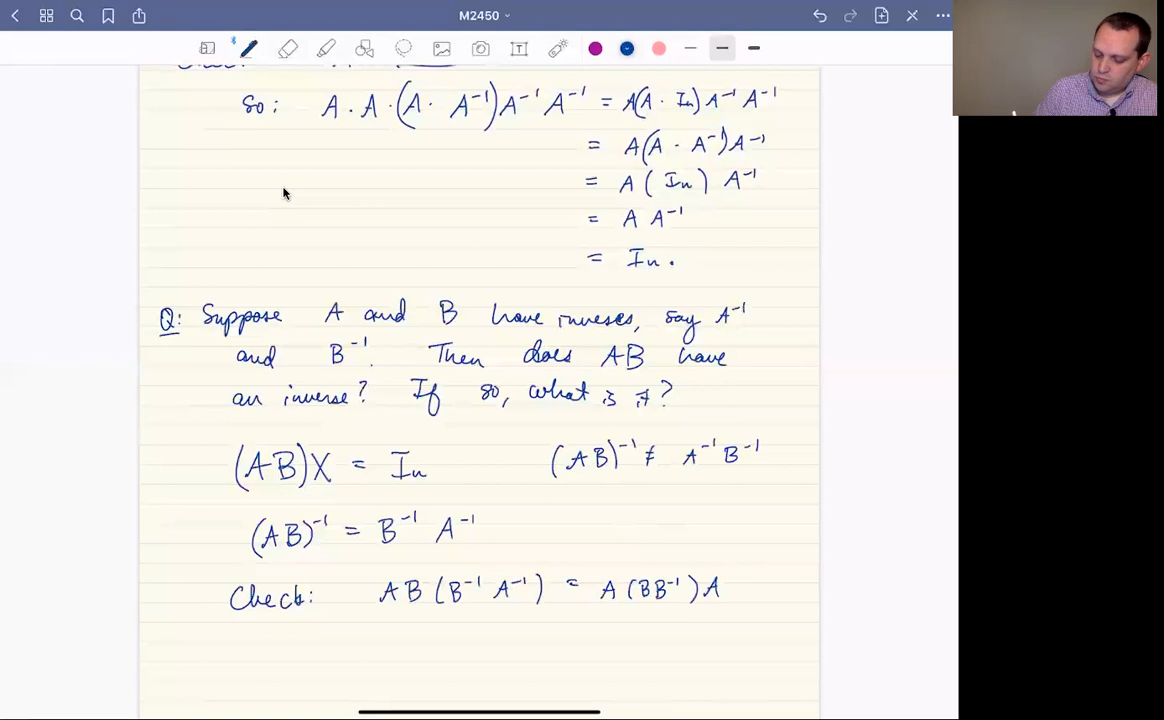 M2450
So: A · A · (A · A⁻¹) A⁻¹ A⁻¹ = A(A · In) A⁻¹ A⁻¹
= A(A · A⁻¹) A⁻¹
= A (In) A⁻¹
= A A⁻¹
= In.
Q: Suppose A and B have inveses, say A⁻¹
and B⁻¹. Then does AB have
an inverse? If so, what is it?
(AB)X = In (AB)⁻¹ ≠ A⁻¹ B⁻¹
(AB)⁻¹ = B⁻¹ A⁻¹
Check: AB (B⁻¹ A⁻¹) = A (BB⁻¹) A